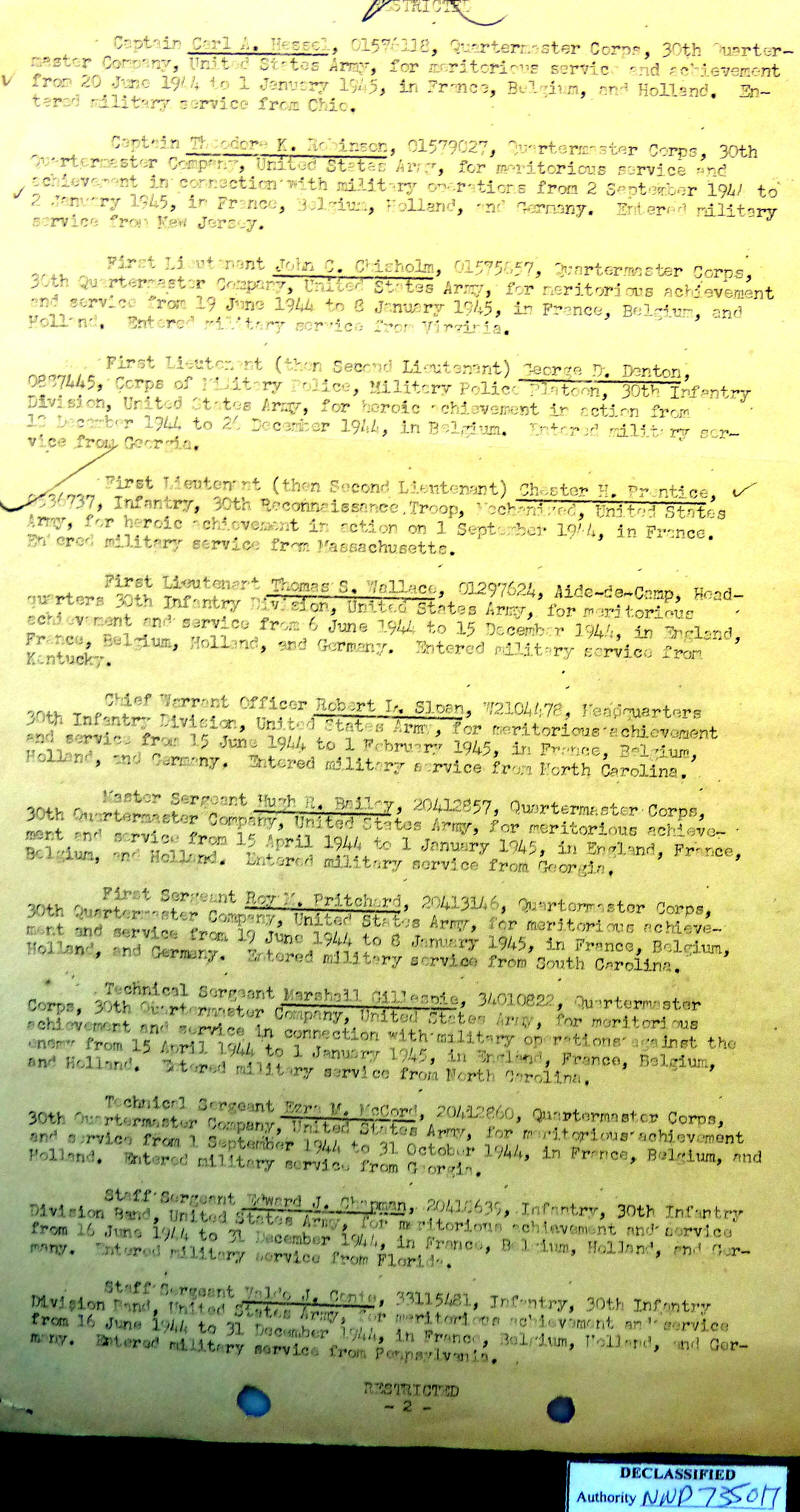 RESTRICTED
Captain Carl A. Hessel, 01576118, Quartermaster Corps, 30th Quarter-
master Company, United States Army, for meritorious service and achievement
from 20 June 1944 to 1 January 1945, in France, Belgium, and Holland. En-
tered military service from Ohio.
Captain Theodore K. Robinson, 01579027, Quartermaster Corps, 30th
Quartermaster Company, United States Army, for meritorious service and
achievement in connection with military operations from 2 September 1944 to
2 January 1945, in France, Belgium, Holland, and Germany. Entered military
service from New Jersey.
First Lieutenant John C. Chisholm, 01575657, Quartermaster Corps,
30th Quartermaster Company, United States Army, for meritorious achievement
and service from 19 June 1944 to 8 January 1945, in France, Belgium, and
Holland. Entered military service from Virginia.
First Lieutenant (then Second Lieutenant) George D. Denton,
0887445, Corps of Military Police, Military Police Platoon, 30th Infantry
Division, United States Army, for heroic achievement in action from
December 1944 to 26 December 1944, in Belgium. Entered military ser-
vice from Georgia.
First Lieutenant (then Second Lieutenant) Chester H. Prentice,
0536737, Infantry, 30th Reconnaissance Troop, Mechanized, United States
Army, for heroic achievement in action on 1 September 1944, in France.
Entered military service from Massachusetts.
First Lieutenant Thomas S. Wallace, 01297624, Aide-de-Camp, Head-
quarters 30th Infantry Division, United States Army, for meritorious
achievement and service from 6 June 1944 to 15 December 1944, in England,
France, Belgium, Holland, and Germany. Entered military service from
Kentucky.
Chief Warrant Officer Robert L. Sloan, W2104478, Headquarters
30th Infantry Division, United States Army, for meritorious achievement
and service from 15 June 1944 to 1 February 1945, in France, Belgium,
Holland, and Germany. Entered military service from North Carolina.
Master Sergeant Hugh R. Bailey, 20412857, Quartermaster Corps,
30th Quartermaster Company, United States Army, for meritorious achieve-
ment and service from 15 April 1944 to 1 January 1945, in England, France,
Belgium, and Holland. Entered military service from Georgia.
First Sergeant Roy M. Pritchard, 20413146, Quartermaster Corps,
30th Quartermaster Company, United States Army, for meritorious achieve-
ment and service from 19 June 1944 to 8 January 1945, in France, Belgium,
Holland, and Germany. Entered military service from South Carolina.
Technical Sergeant Marshall Gillespie, 34010822, Quartermaster
Corps, 30th Quartermaster Company, United States Army, for meritorious
achievement and service in connection with military operations against the
enemy from 15 April 1944 to 1 January 1945, in England, France, Belgium,
and Holland. Entered military service from North Carolina.
Technical Sergeant Ezra M. McCord, 20412860, Quartermaster Corps,
30th Quartermaster Company, United States Army, for meritorious achievement
and service from 1 September 1944 to 31 October 1944, in France, Belgium, and
Holland. Entered military service from Georgia.
Staff Sergeant Edward J. Chapman, 20418639, Infantry, 30th Infantry
Division Band, United States Army, for meritorious achievement and service
from 16 June 1944 to 31 December 1944, in France, Belgium, Holland, and Ger-
many. Entered military service from Florida.
Staff Sergeant Valdo J. 33115481, Infantry, 30th Infantry
Division Band, United States Army, for meritorious achievement and service
from 16 June 1944 to 31 December 1944, in France, Belgium, Holland, and Ger-
many. Entered military service from Pennsylvania.
RESTRICTED
- 2 -
DECLASSIFIED
Authority NND 735017